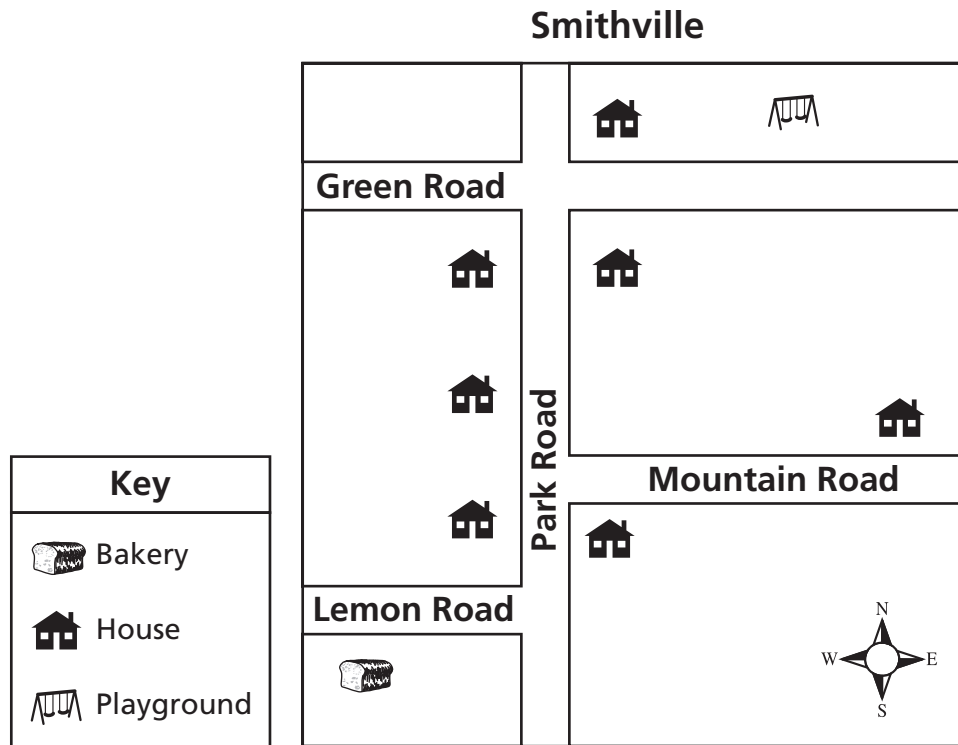 Smithville
Green Road
Park Road
Mountain Road
Lemon Road
Key
Bakery
House
Playground
N
W E
S